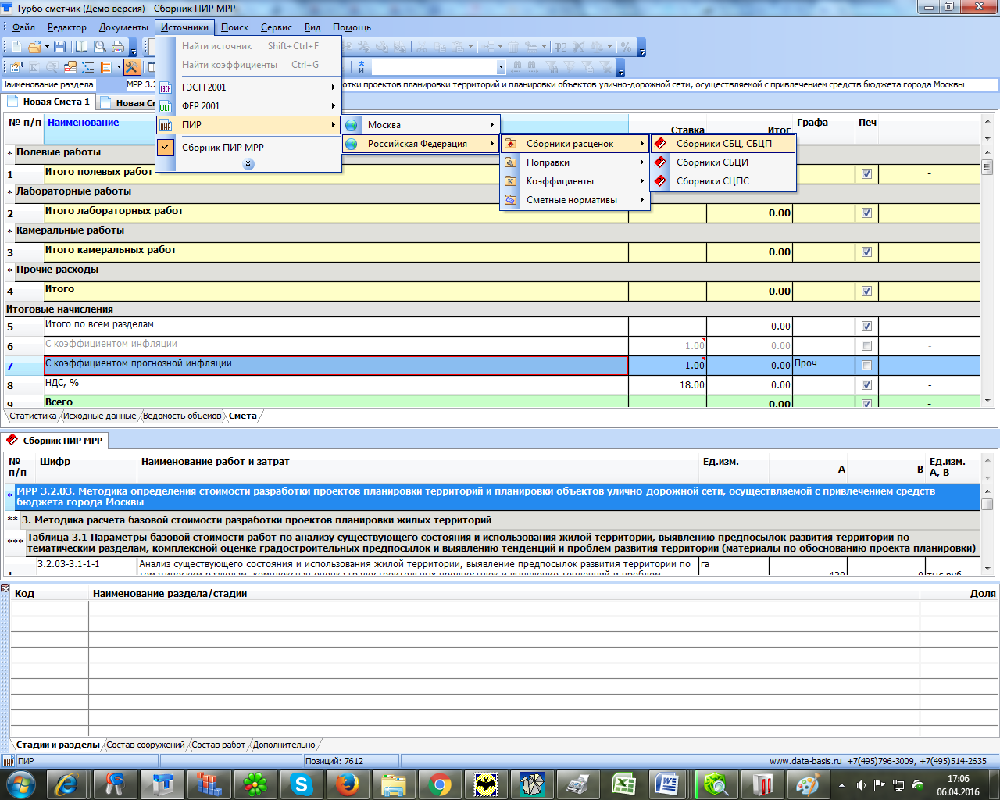 Турбо сметчик (Демо версия) - Сборник ПИР МРР
Файл Редактор Документы Источники Поиск Сервис Вид Помощь
Найти источник Shift+Ctrl+F
Найти коэффициенты Ctrl+G
ГЭСН 2001
ФЕР 2001
ПИР
Сборник ПИР МРР
Москва
Российская Федерация
Сборники расценок
Поправки
Коэффициенты
Сметные нормативы
Сборники СБЦ, СБЦП
Сборники СБЦИ
Сборники СЦПС
Наименование раздела МРР 3.2 отки проектов планировки территорий и планировки объектов улично-дорожной сети, осуществляемой с привлечением средств бюджета города Москвы
Новая Смета 1 Новая См
№ п/п Наименование Ставка Итог Графа Печ
* Полевые работы
1 Итого полевых работ -
* Лабораторные работы
2 Итого лабораторных работ 0.00 -
* Камеральные работы
3 Итого камеральных работ 0.00 -
* Прочие расходы
4 Итого 0.00 -
Итоговые начисления
5 Итого по всем разделам 0.00 -
6 С коэффициентом инфляции 1.00 0.00 -
7 С коэффициентом прогнозной инфляции 1.00 0.00 Проч -
8 НДС, % 18.00 0.00 -
9 Всего 0.00 -
Статистика Исходные данные Ведомость объемов Смета
Сборник ПИР МРР
№ п/п Шифр Наименование работ и затрат Ед.изм. А В Ед.изм. А, В
* МРР 3.2.03. Методика определения стоимости разработки проектов планировки территорий и планировки объектов улично-дорожной сети, осуществляемой с привлечением средств
бюджета города Москвы
** 3. Методика расчета базовой стоимости разработки проектов планировки жилых территорий
*** Таблица 3.1 Параметры базовой стоимости работ по анализу существующего состояния и использования жилой территории, выявлению предпосылок развития территории по
тематическим разделам, комплексной оценке градостроительных предпосылок и выявлению тенденций и проблем развития территории (материалы по обоснованию проекта планировки)
3.2.03-3.1-1-1 Анализ существующего состояния и использования жилой территории, выявление предпосылок развития территории по га
1 тематическим разделам, комплексная оценка градостроительных предпосылок и выявление тенденций и проблем 420 0 тыс.руб.
Код Наименование раздела/стадии Доля
Стадии и разделы Состав сооружений Состав работ Дополнительно
ПИР Позиций: 7612 www.data-basis.ru +7(495)796-3009, +7(495)514-2635
17:06
06.04.2016